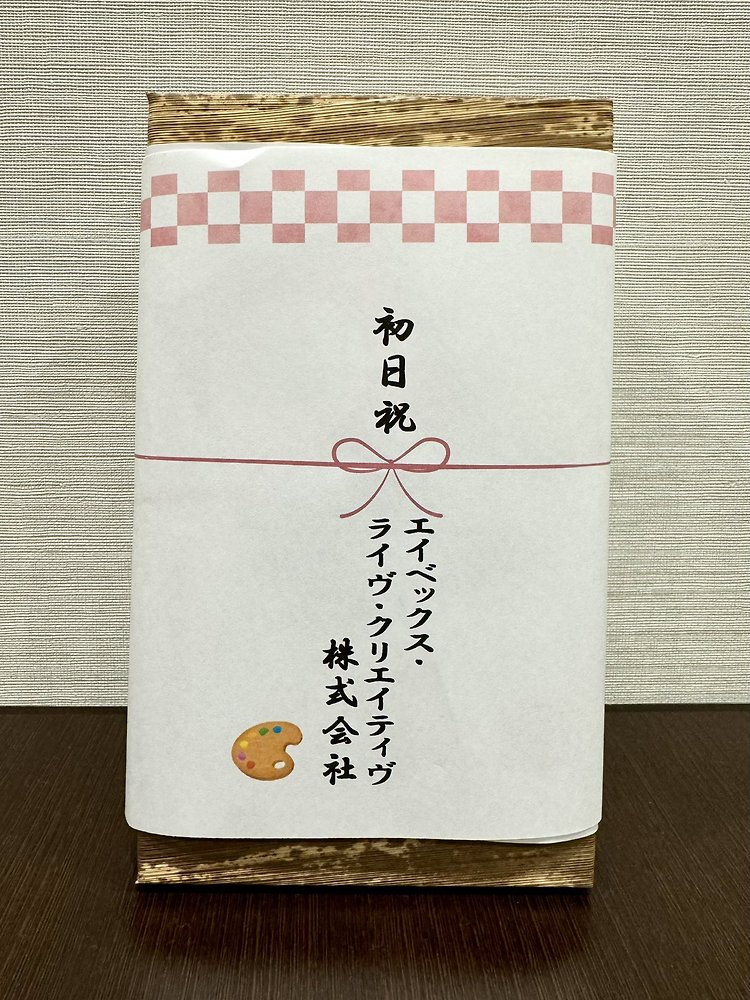 初日祝
エイベックス・
ライヴ・クリエイティヴ
株式会社